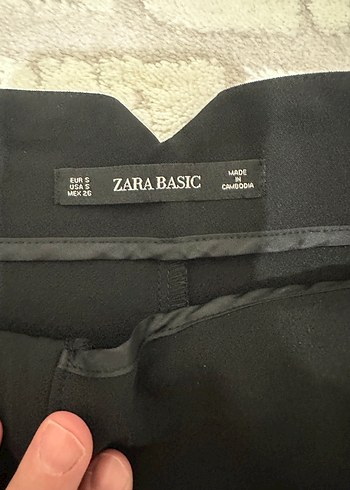 EUR S
USA S
MEX 26
ZARA BASIC
MADE
IN
CAMBODIA